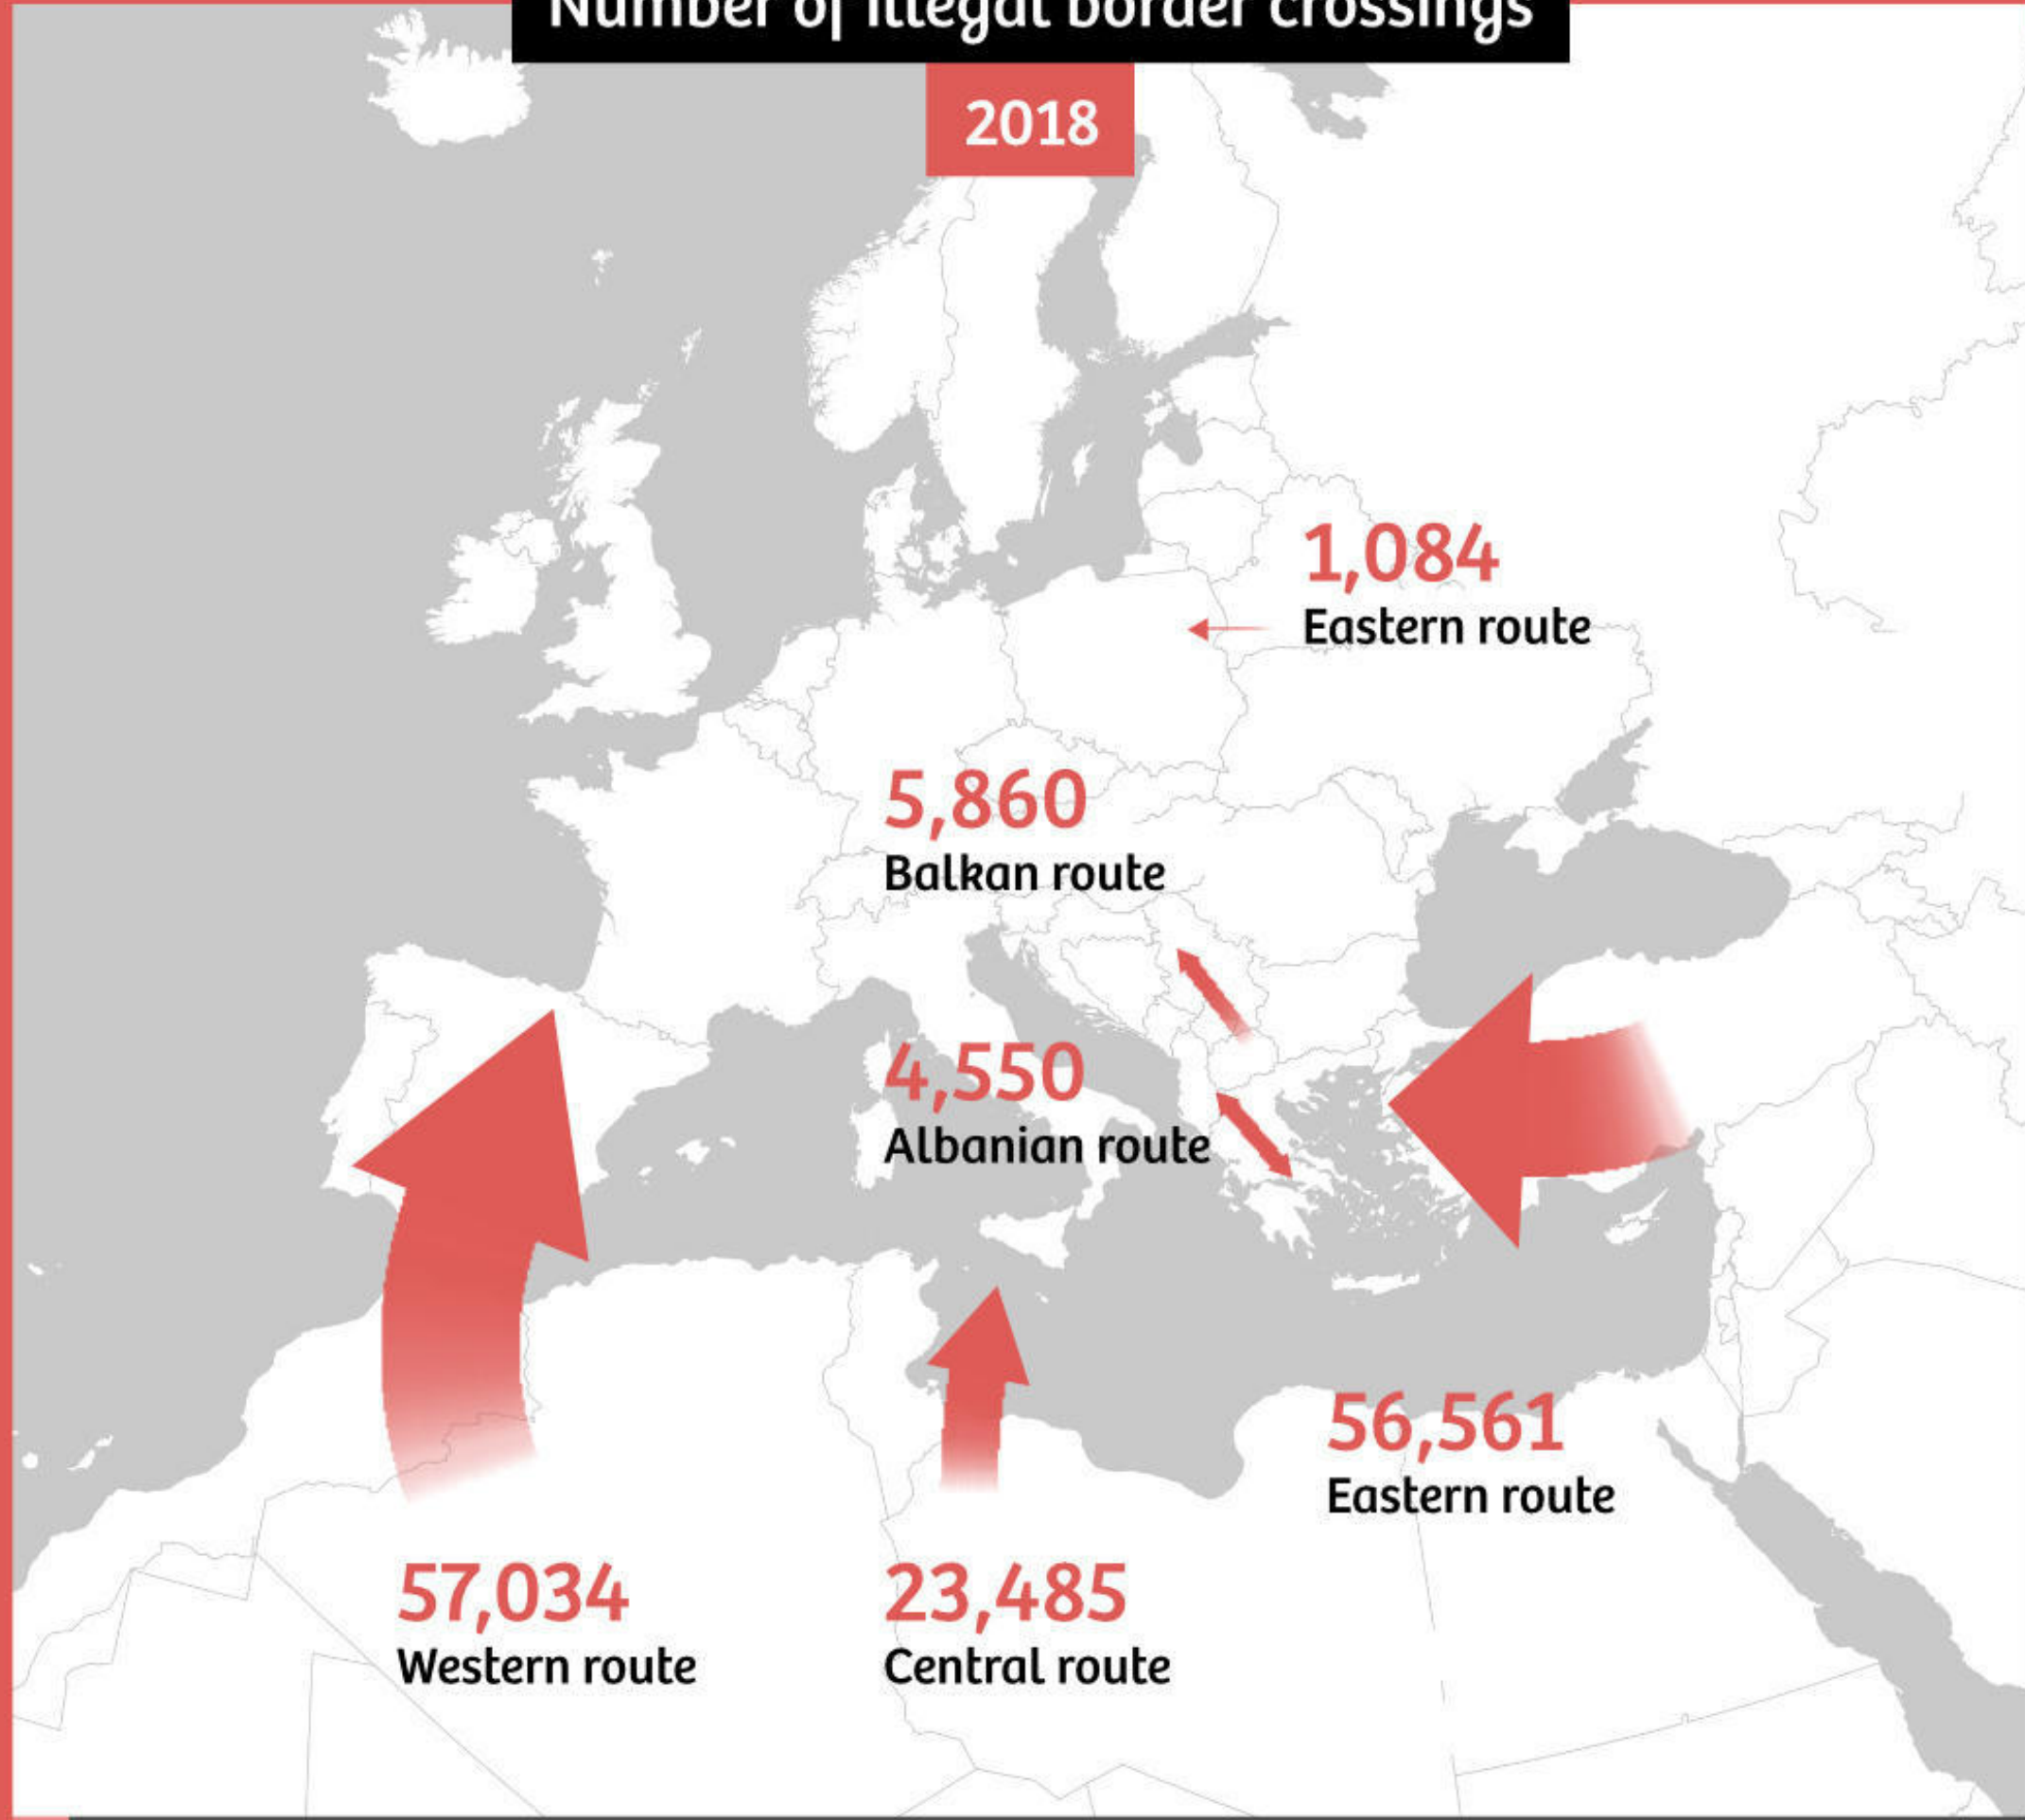 Number of illegal border crossings
2018
1,084
Eastern route
5,860
Balkan route
4,550
Albanian route
56,561
Eastern route
57,034
Western route
23,485
Central route